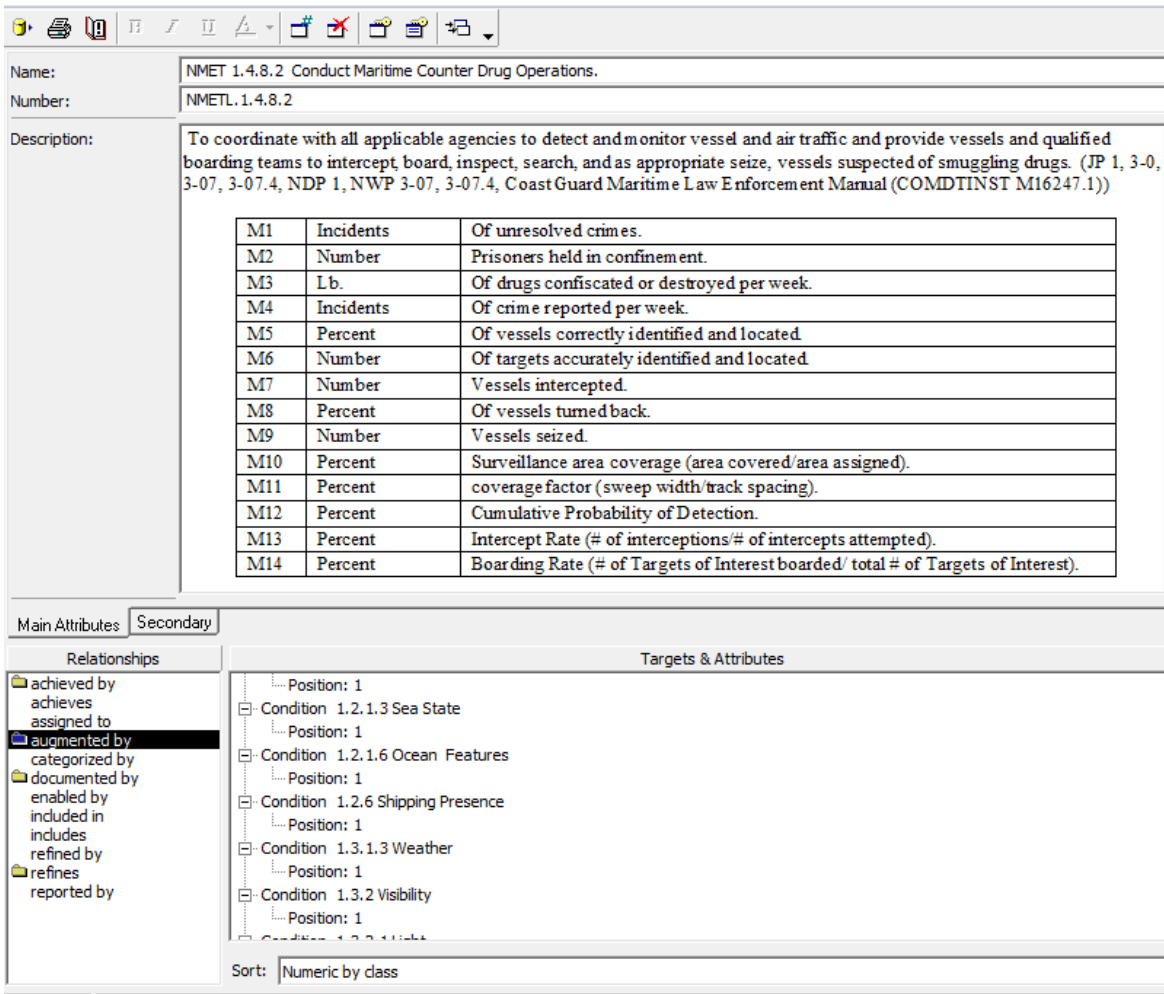 Name:
NMET 1.4.8.2 Conduct Maritime Counter Drug Operations.
Number:
NMETL.1.4.8.2
Description:
To coordinate with all applicable agencies to detect and monitor vessel and air traffic and provide vessels and qualified
boarding teams to intercept, board, inspect, search, and as appropriate seize, vessels suspected of smuggling drugs. (JP 1, 3-0,
3-07, 3-07.4, NDP 1, NWP 3-07, 3-07.4, Coast Guard Maritime Law Enforcement Manual (COMDTINST M16247.1))
M1 Incidents Of unresolved crimes.
M2 Number Prisoners held in confinement.
M3 Lb. Of drugs confiscated or destroyed per week.
M4 Incidents Of crime reported per week.
M5 Percent Of vessels correctly identified and located.
M6 Number Of targets accurately identified and located.
M7 Number Vessels intercepted.
M8 Percent Of vessels turned back.
M9 Number Vessels seized.
M10 Percent Surveillance area coverage (area covered/area assigned).
M11 Percent coverage factor (sweep width/track spacing).
M12 Percent Cumulative Probability of Detection.
M13 Percent Intercept Rate (# of interceptions/# of intercepts attempted).
M14 Percent Boarding Rate (# of Targets of Interest boarded/ total # of Targets of Interest).
Main Attributes Secondary
Relationships
achieved by
achieves
assigned to
augmented by
categorized by
documented by
enabled by
included in
includes
refined by
refines
reported by
Targets & Attributes
Position: 1
Condition 1.2.1.3 Sea State
Position: 1
Condition 1.2.1.6 Ocean Features
Position: 1
Condition 1.2.6 Shipping Presence
Position: 1
Condition 1.3.1.3 Weather
Position: 1
Condition 1.3.2 Visibility
Position: 1
Sort: Numeric by class